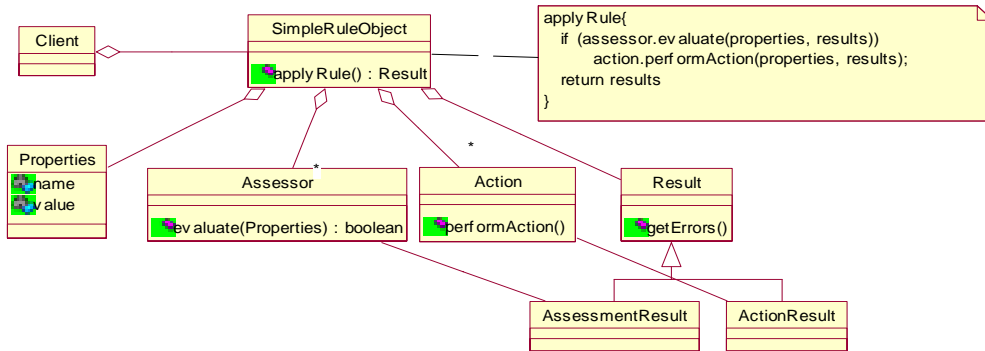 SimpleRuleObject
applyRule() : Result
Client
applyRule{
if (assessor.evaluate(properties, results))
action.performAction(properties, results);
return results
}
Properties
name
value
*
Assessor
evaluate(Properties) : boolean
*
Action
performAction()
Result
getErrors()
AssessmentResult
ActionResult